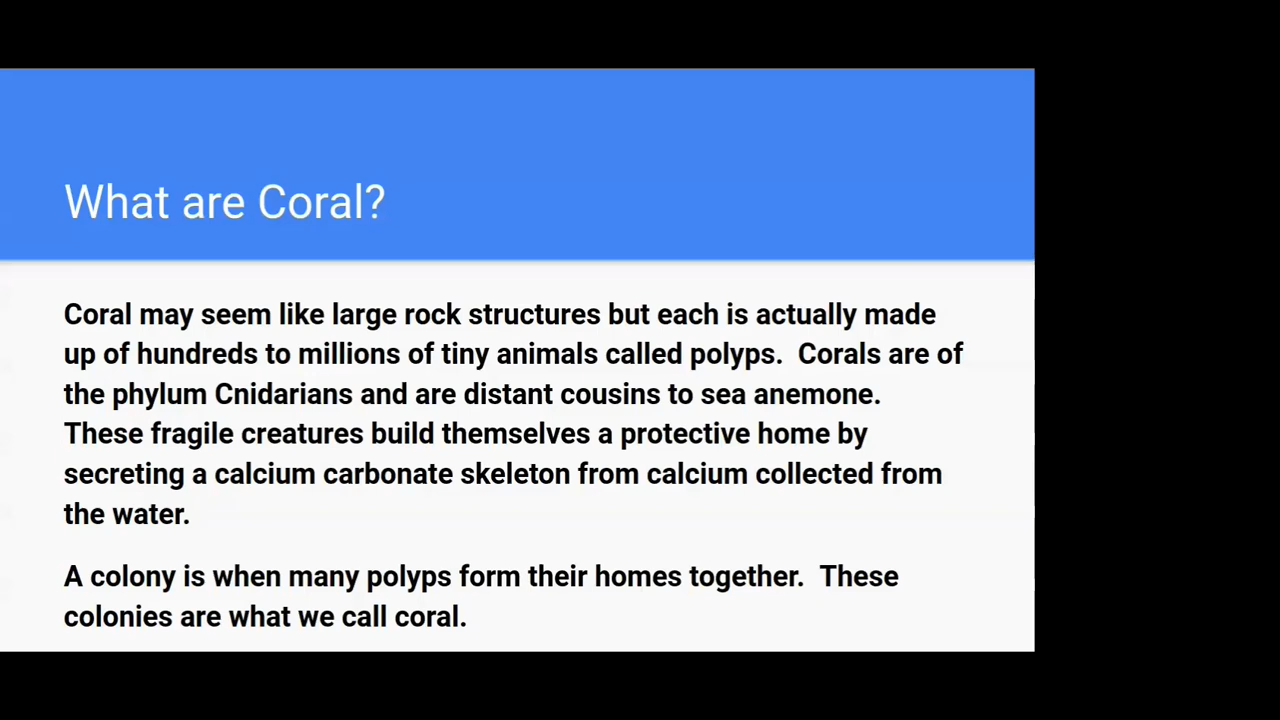 What are Coral?
Coral may seem like large rock structures but each is actually made
up of hundreds to millions of tiny animals called polyps.  Corals are of
the phylum Cnidarians and are distant cousins to sea anemone.
These fragile creatures build themselves a protective home by
secreting a calcium carbonate skeleton from calcium collected from
the water.
A colony is when many polyps form their homes together.  These
colonies are what we call coral.